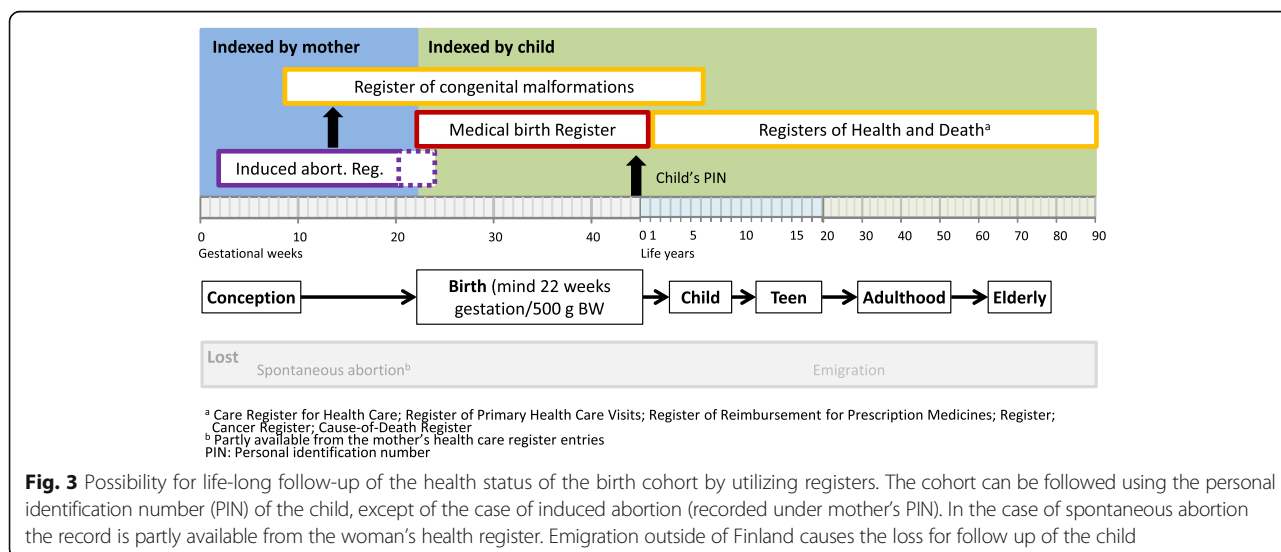 Indexed by mother
Indexed by child
Register of congenital malformations
Medical birth Register
Registers of Health and Deathᵃ
Induced abort. Reg.
Child's PIN
0 10 20 30 40 0 1 5 10 15 20 30 40 50 60 70 80 90
Gestational weeks
Life years
Conception
Birth (mind 22 weeks
gestation/500 g BW
Child
Teen
Adulthood
Elderly
Lost
Spontaneous abortionᵇ
Emigration
ᵃ Care Register for Health Care; Register of Primary Health Care Visits; Register of Reimbursement for Prescription Medicines; Register;
Cancer Register; Cause-of-Death Register
ᵇ Partly available from the mother's health care register entries
PIN: Personal identification number
Fig. 3 Possibility for life-long follow-up of the health status of the birth cohort by utilizing registers. The cohort can be followed using the personal
identification number (PIN) of the child, except of the case of induced abortion (recorded under mother's PIN). In the case of spontaneous abortion
the record is partly available from the woman's health register. Emigration outside of Finland causes the loss for follow up of the child